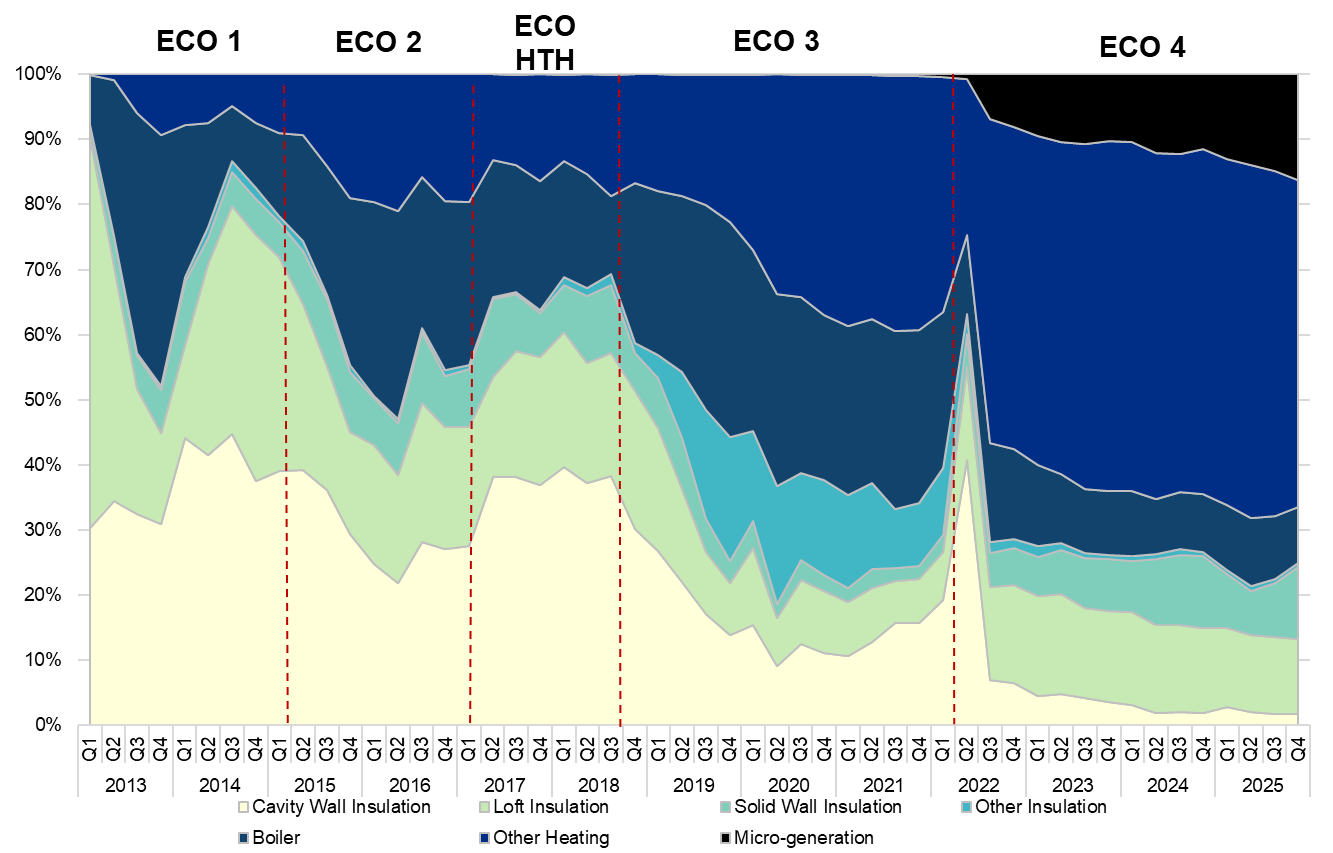 ECO 1 ECO 2 ECO HTH ECO 3 ECO 4
100%
90%
80%
70%
60%
50%
40%
30%
20%
10%
0%
Q1 Q2 Q3 Q4 Q1 Q2 Q3 Q4 Q1 Q2 Q3 Q4 Q1 Q2 Q3 Q4 Q1 Q2 Q3 Q4 Q1 Q2 Q3 Q4 Q1 Q2 Q3 Q4 Q1 Q2 Q3 Q4 Q1 Q2 Q3 Q4 Q1 Q2 Q3 Q4 Q1 Q2 Q3 Q4 Q1 Q2 Q3 Q4 Q1 Q2 Q3 Q4
2013 2014 2015 2016 2017 2018 2019 2020 2021 2022 2023 2024 2025
Cavity Wall Insulation Loft Insulation Solid Wall Insulation Other Insulation
Boiler Other Heating Micro-generation